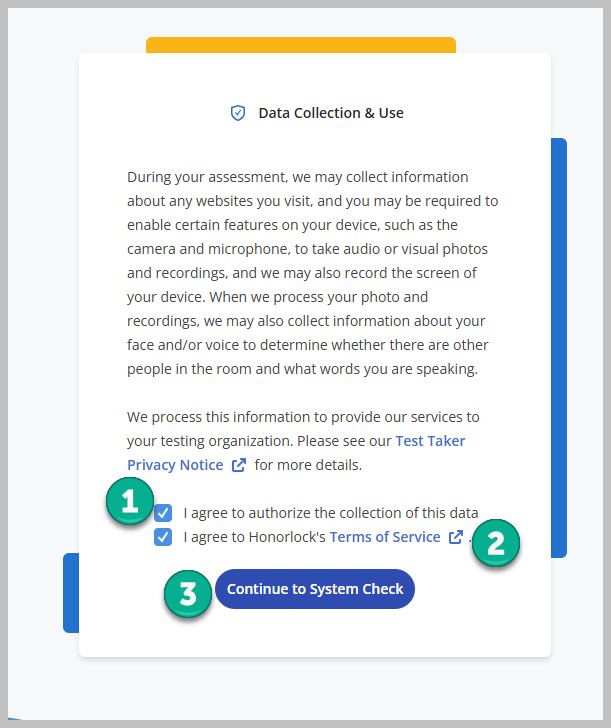 Data Collection & Use
During your assessment, we may collect information
about any websites you visit, and you may be required to
enable certain features on your device, such as the
camera and microphone, to take audio or visual photos
and recordings, and we may also record the screen of
your device. When we process your photo and
recordings, we may also collect information about your
face and/or voice to determine whether there are other
people in the room and what words you are speaking.
We process this information to provide our services to
your testing organization. Please see our Test Taker
Privacy Notice for more details.
1 I agree to authorize the collection of this data
I agree to Honorlock's Terms of Service . 2
3 Continue to System Check